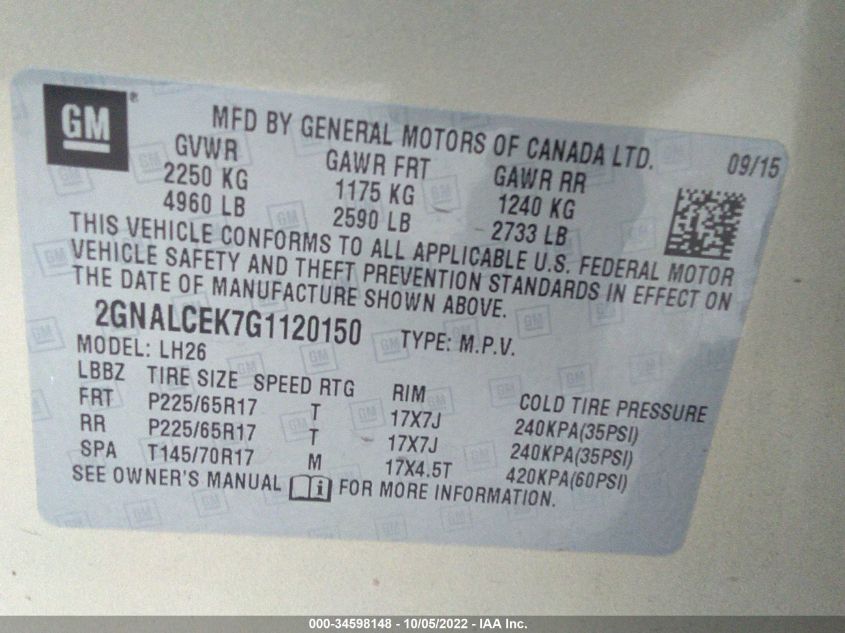 GM ®
MFD BY GENERAL MOTORS OF CANADA LTD.
09/15
GVWR GAWR FRT GAWR RR
2250 KG 1175 KG 1240 KG
4960 LB 2590 LB 2733 LB
THIS VEHICLE CONFORMS TO ALL APPLICABLE U.S. FEDERAL MOTOR
VEHICLE SAFETY AND THEFT PREVENTION STANDARDS IN EFFECT ON
THE DATE OF MANUFACTURE SHOWN ABOVE.
2GNALCEK7G1120150 TYPE: M.P.V.
MODEL: LH26
LBBZ TIRE SIZE SPEED RTG RIM COLD TIRE PRESSURE
FRT P225/65R17 T 17X7J 240KPA(35PSI)
RR P225/65R17 T 17X7J 240KPA(35PSI)
SPA T145/70R17 M 17X4.5T 420KPA(60PSI)
SEE OWNER'S MANUAL i FOR MORE INFORMATION.
000-34598148 - 10/05/2022 - IAA Inc.